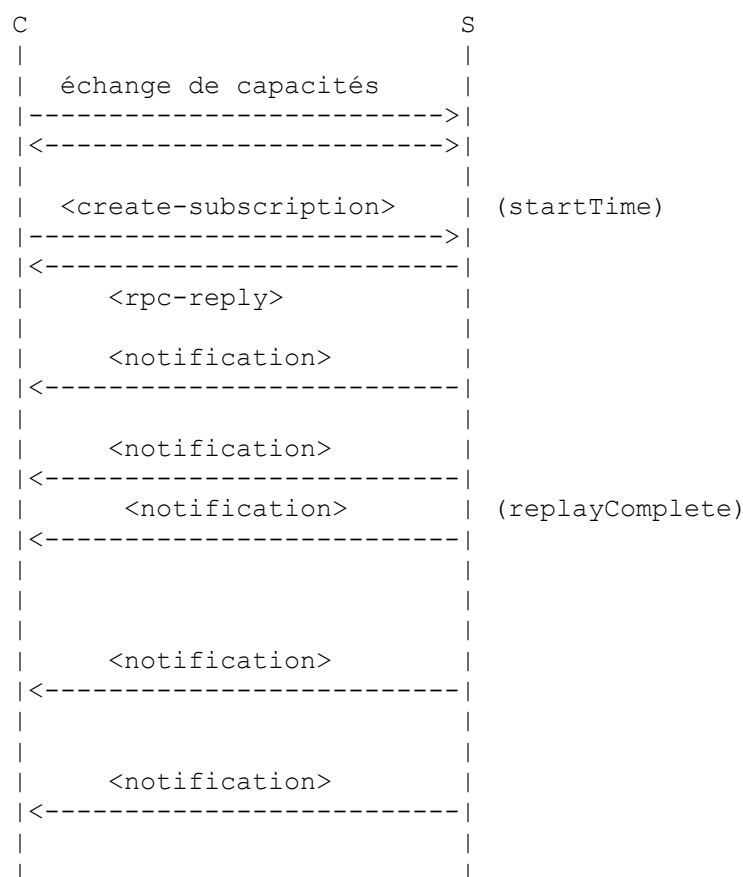 C S
échange de capacités
<create-subscription> (startTime)
<rpc-reply>
<notification>
<notification>
<notification> (replayComplete)
<notification>
<notification>